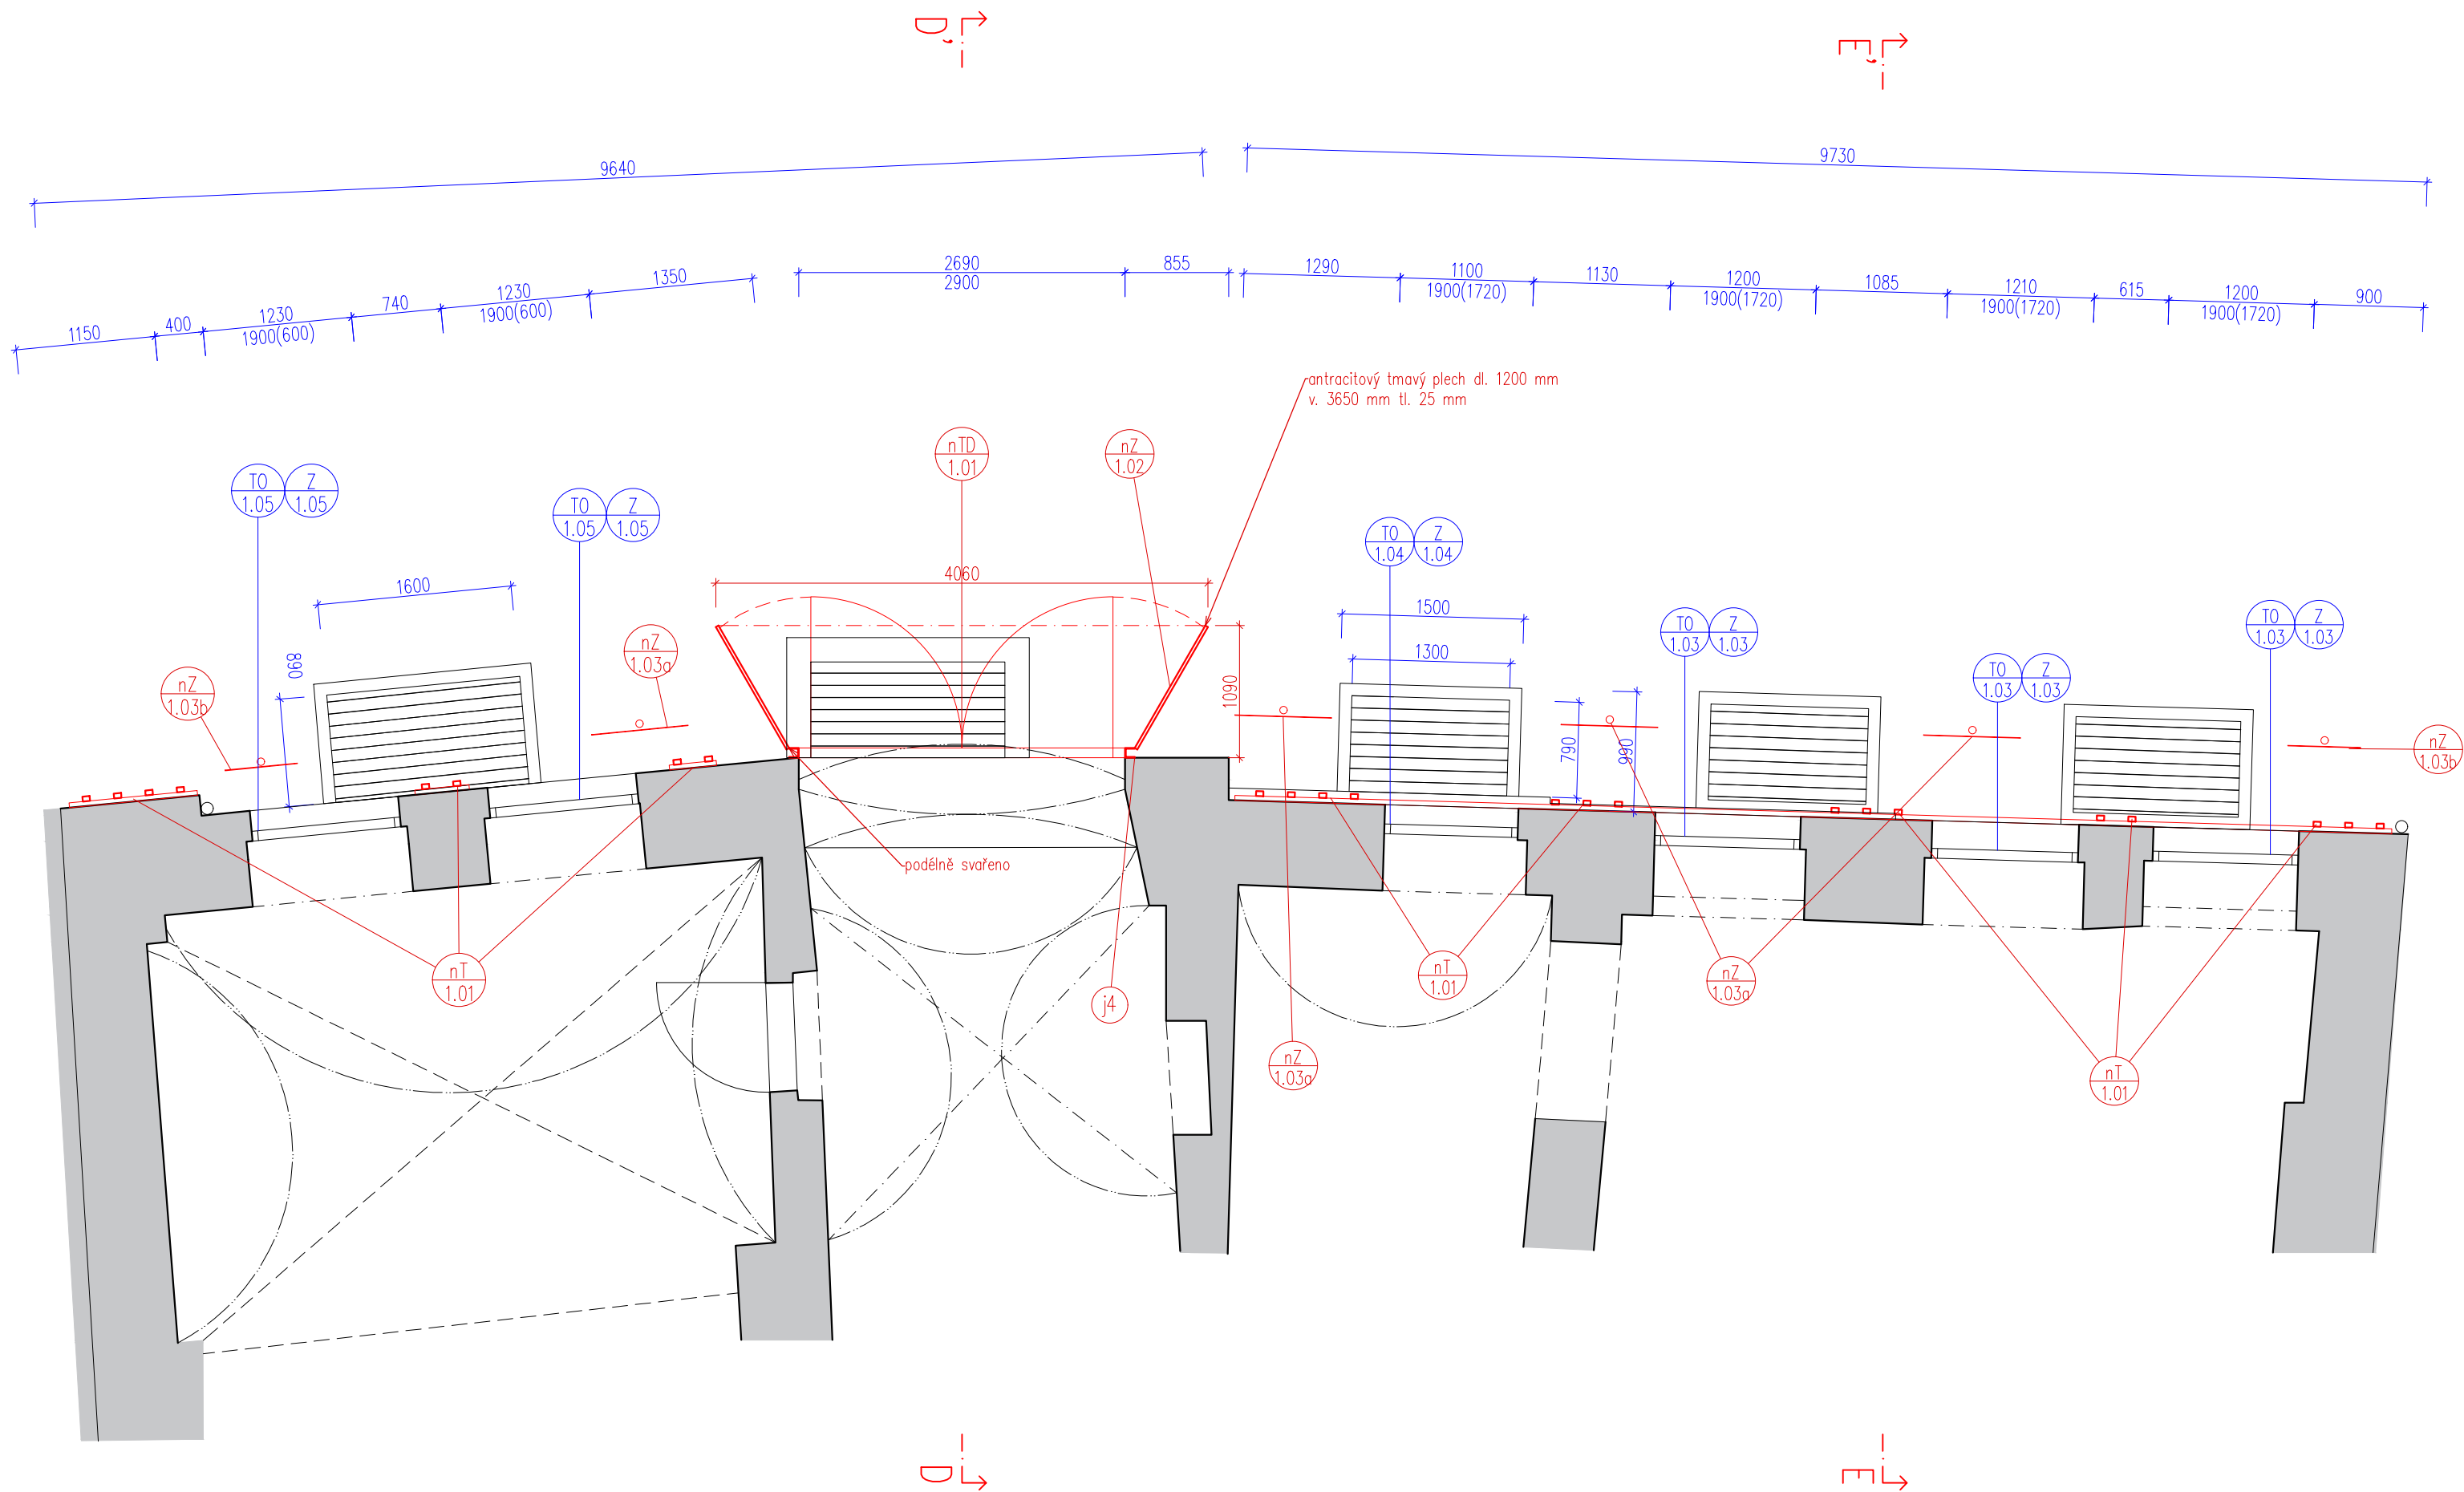 D'
E'
9640
9730
1150
400
1230
1900(600)
740
1230
1900(600)
1350
2690
2900
855
1290
1100
1900(1720)
1130
1200
1900(1720)
1085
1210
1900(1720)
615
1200
1900(1720)
900
antracitový tmavý plech dl. 1200 mm
v. 3650 mm tl. 25 mm
nTD
1.01
nZ
1.02
TO
1.05
Z
1.05
TO
1.05
Z
1.05
TO
1.04
Z
1.04
4060
1600
1500
TO
1.03
Z
1.03
TO
1.03
Z
1.03
TO
1.03
Z
1.03
nZ
1.03a
890
1300
1090
nZ
1.03b
790
990
nZ
1.03b
podélně svařeno
nT
1.01
j4
nT
1.01
nZ
1.03a
nZ
1.03a
nT
1.01
D
E